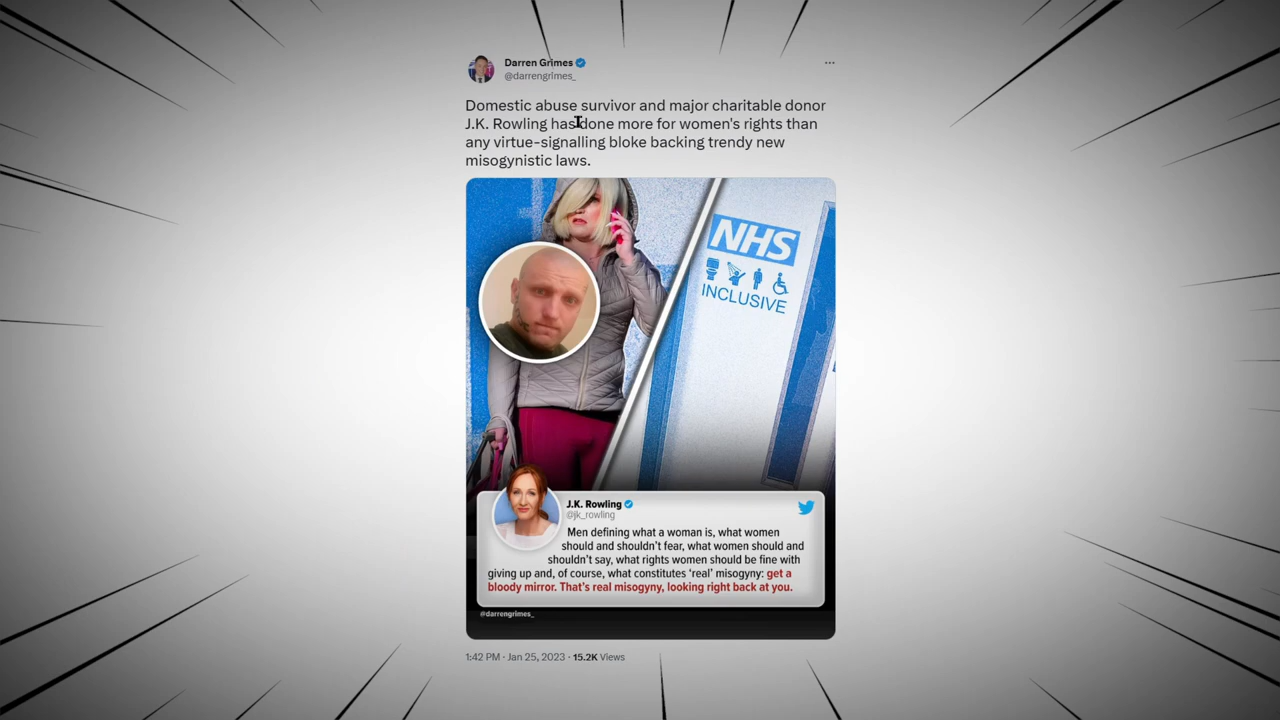 Darren Grimes
@darrengrimes_
Domestic abuse survivor and major charitable donor
J.K. Rowling has done more for women's rights than
any virtue-signalling bloke backing trendy new
misogynistic laws.
NHS
INCLUSIVE
J.K. Rowling
@jk_rowling
Men defining what a woman is, what women
should and shouldn't fear, what women should and
shouldn't say, what rights women should be fine with
giving up and, of course, what constitutes ‘real’ misogyny: get a
bloody mirror. That's real misogyny, looking right back at you.
@darrengrimes_
1:42 PM · Jan 25, 2023 · 15.2K Views